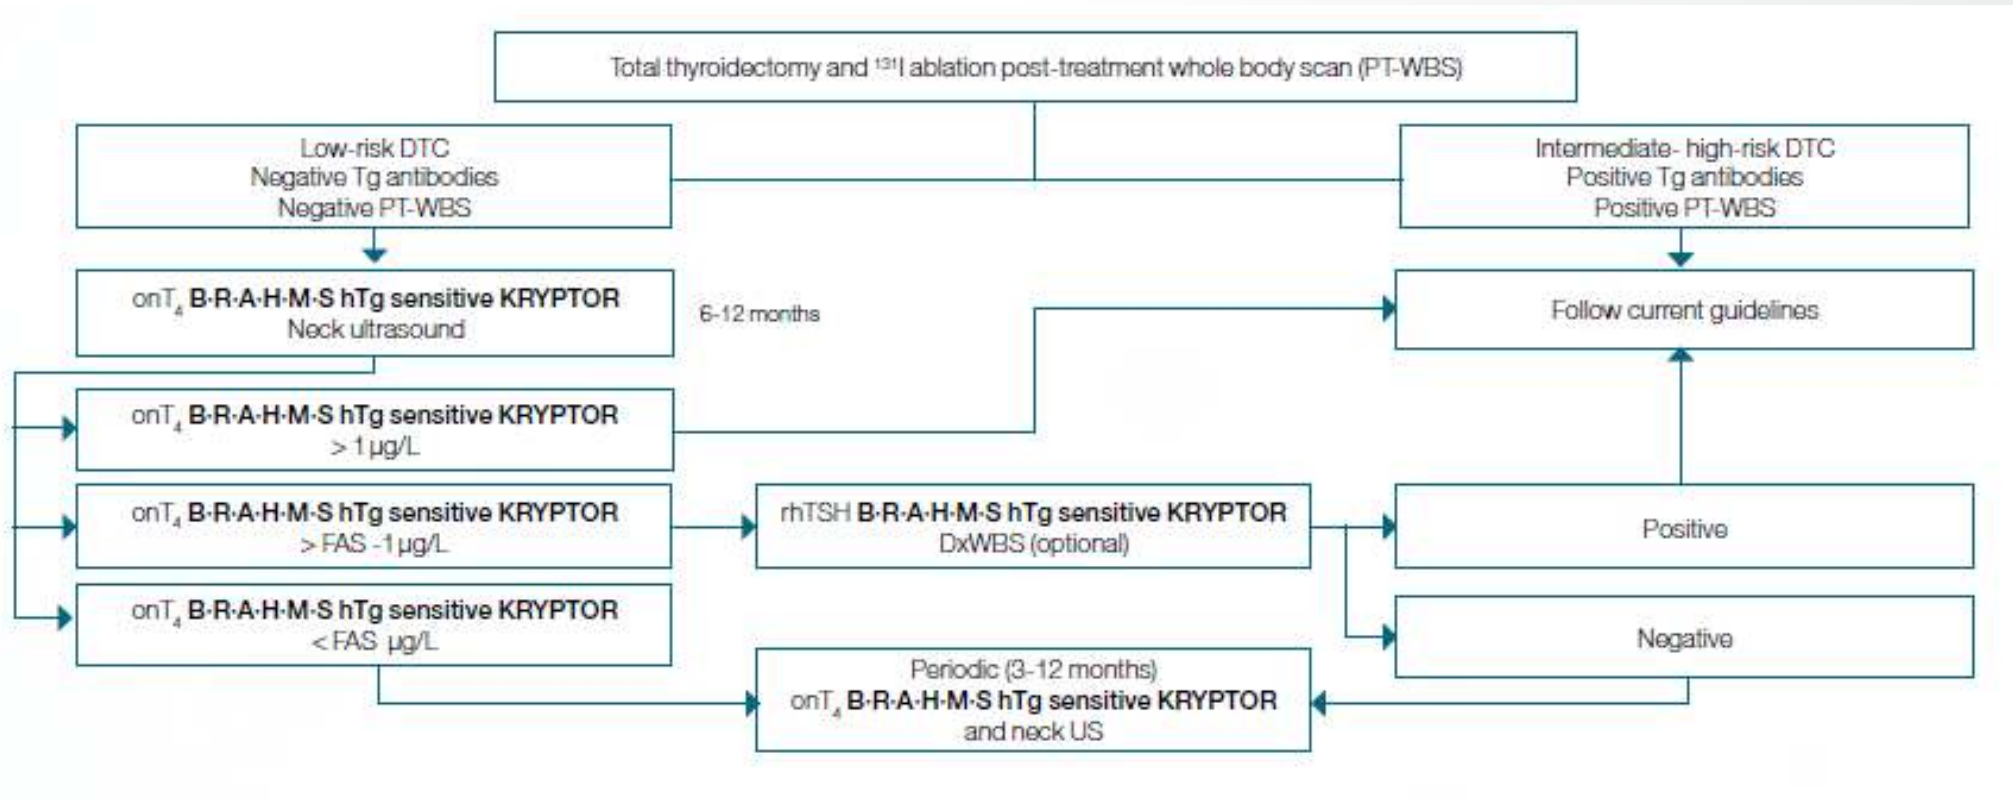 Total thyroidectomy and ¹³¹I ablation post-treatment whole body scan (PT-WBS)
Low-risk DTC
Negative Tg antibodies
Negative PT-WBS
Intermediate- high-risk DTC
Positive Tg antibodies
Positive PT-WBS
onT₄ B·R·A·H·M·S hTg sensitive KRYPTOR
Neck ultrasound
6-12 months
Follow current guidelines
onT₄ B·R·A·H·M·S hTg sensitive KRYPTOR
> 1 µg/L
onT₄ B·R·A·H·M·S hTg sensitive KRYPTOR
> FAS -1 µg/L
rhTSH B·R·A·H·M·S hTg sensitive KRYPTOR
DxWBS (optional)
Positive
onT₄ B·R·A·H·M·S hTg sensitive KRYPTOR
< FAS µg/L
Negative
Periodic (3-12 months)
onT₄ B·R·A·H·M·S hTg sensitive KRYPTOR
and neck US